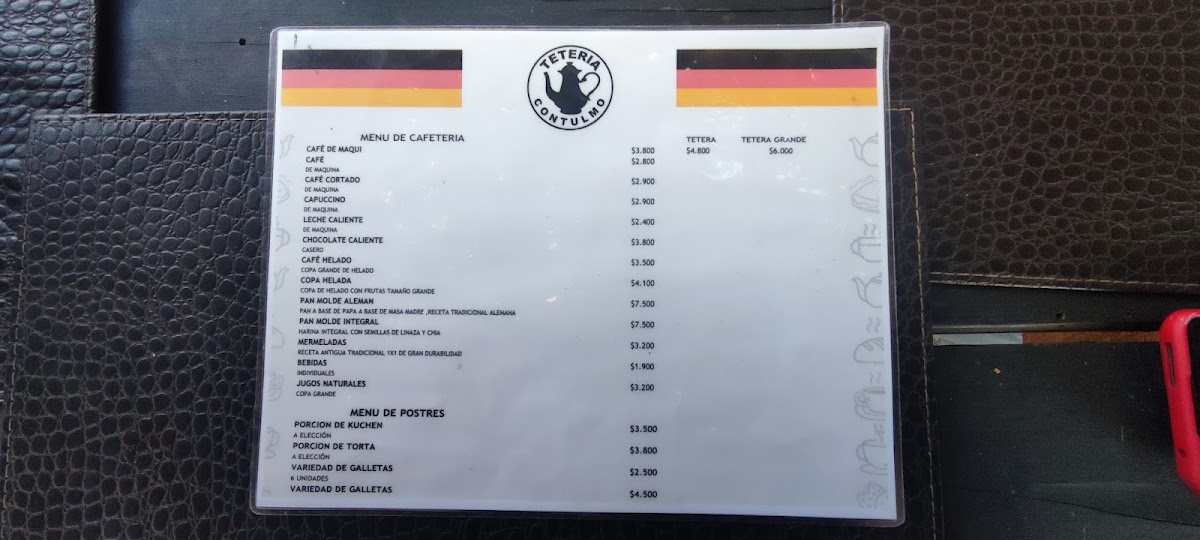 TETERIA
CONTULMO
MENU DE CAFETERIA
TETERA TETERA GRANDE
CAFÉ DE MAQUI $3.800 $4.800 $6.000
CAFÉ $2.800
DE MAQUINA
CAFÉ CORTADO $2.900
DE MAQUINA
CAPUCCINO $2.900
DE MAQUINA
LECHE CALIENTE $2.400
DE MAQUINA
CHOCOLATE CALIENTE $3.800
CASERO
CAFÉ HELADO $3.500
COPA GRANDE DE HELADO
COPA HELADA $4.100
COPA DE HELADO CON FRUTAS TAMAÑO GRANDE
PAN MOLDE ALEMAN $7.500
PAN A BASE DE PAPA A BASE DE MASA MADRE ,RECETA TRADICIONAL ALEMANA
PAN MOLDE INTEGRAL $7.500
HARINA INTEGRAL CON SEMILLAS DE LINAZA Y CHIA
MERMELADAS $3.200
RECETA ANTIGUA TRADICIONAL 1X1 DE GRAN DURABILIDAD
BEBIDAS $1.900
INDIVIDUALES
JUGOS NATURALES $3.200
COPA GRANDE
MENU DE POSTRES
PORCION DE KUCHEN $3.500
A ELECCIÓN
PORCION DE TORTA $3.800
A ELECCIÓN
VARIEDAD DE GALLETAS $2.500
6 UNIDADES
VARIEDAD DE GALLETAS $4.500